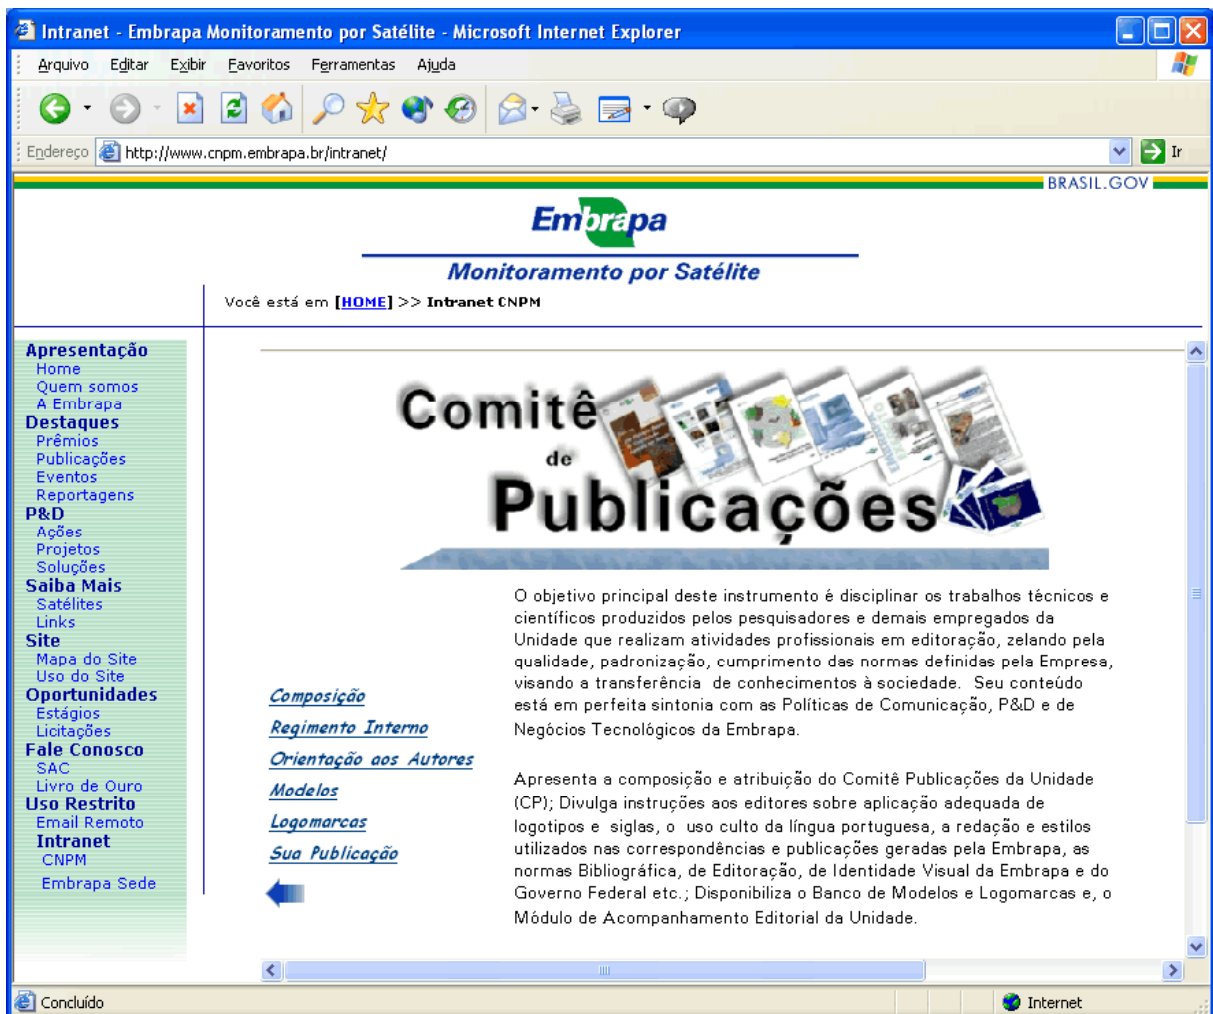 Intranet - Embrapa Monitoramento por Satélite - Microsoft Internet Explorer
Arquivo Editar Exibir Favoritos Ferramentas Ajuda
Endereço http://www.cnpm.embrapa.br/intranet/ Ir
BRASIL.GOV
Embrapa
Monitoramento por Satélite
Você está em [HOME] >> Intranet CNPM
Apresentação
Home
Quem somos
A Embrapa
Destaques
Prêmios
Publicações
Eventos
Reportagens
P&D
Ações
Projetos
Soluções
Saiba Mais
Satélites
Links
Site
Mapa do Site
Uso do Site
Oportunidades
Estágios
Licitações
Fale Conosco
SAC
Livro de Ouro
Uso Restrito
Email Remoto
Intranet
CNPM
Embrapa Sede
Comitê
de
Publicações
Composição
Regimento Interno
Orientação aos Autores
Modelos
Logomarcas
Sua Publicação
O objetivo principal deste instrumento é disciplinar os trabalhos técnicos e
científicos produzidos pelos pesquisadores e demais empregados da
Unidade que realizam atividades profissionais em editoração, zelando pela
qualidade, padronização, cumprimento das normas definidas pela Empresa,
visando a transferência de conhecimentos à sociedade. Seu conteúdo
está em perfeita sintonia com as Políticas de Comunicação, P&D e de
Negócios Tecnológicos da Embrapa.
Apresenta a composição e atribuição do Comitê Publicações da Unidade
(CP); Divulga instruções aos editores sobre aplicação adequada de
logotipos e siglas, o uso culto da língua portuguesa, a redação e estilos
utilizados nas correspondências e publicações geradas pela Embrapa, as
normas Bibliográfica, de Editoração, de Identidade Visual da Embrapa e do
Governo Federal etc.; Disponibiliza o Banco de Modelos e Logomarcas e, o
Módulo de Acompanhamento Editorial da Unidade.
Concluído
Internet